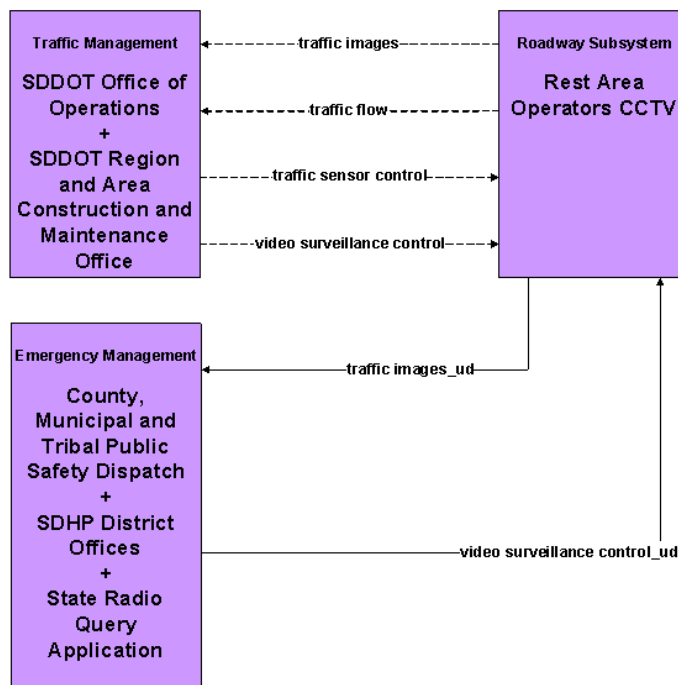 Traffic Management
SDDOT Office of
Operations
+
SDDOT Region
and Area
Construction and
Maintenance
Office
traffic images
traffic flow
traffic sensor control
video surveillance control
Roadway Subsystem
Rest Area
Operators CCTV
Emergency Management
County,
Municipal and
Tribal Public
Safety Dispatch
+
SDHP District
Offices
+
State Radio
Query
Application
traffic images_ud
video surveillance control_ud